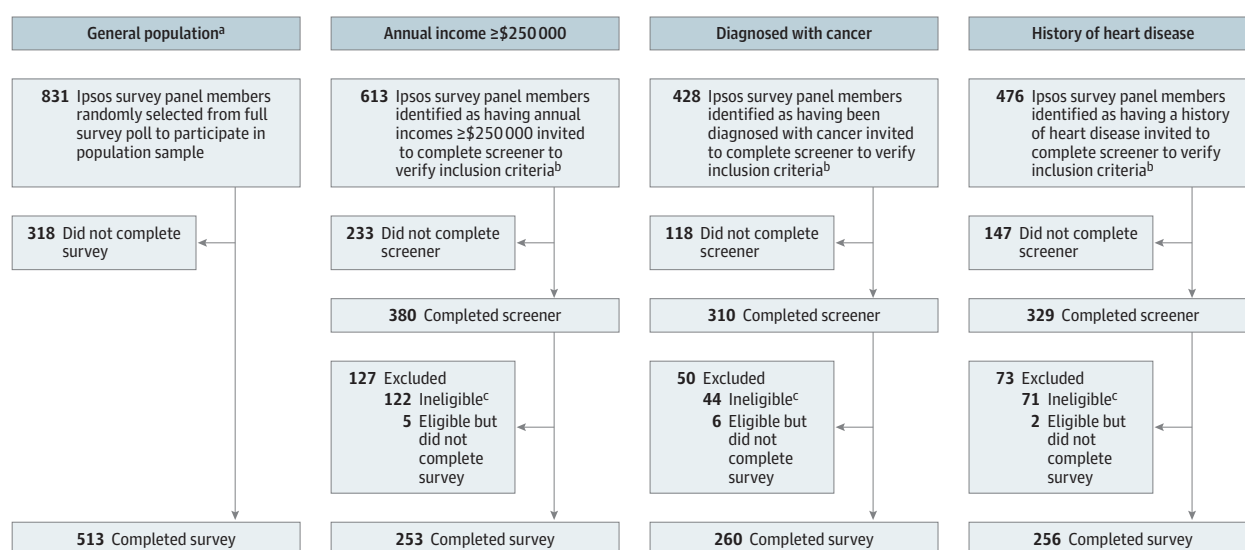 General populationᵃ
831 Ipsos survey panel members
randomly selected from full
survey poll to participate in
population sample
318 Did not complete
survey
513 Completed survey
Annual income ≥$250 000
613 Ipsos survey panel members
identified as having annual
incomes ≥$250 000 invited
to complete screener to
verify inclusion criteriaᵇ
233 Did not complete
screener
380 Completed screener
127 Excluded
122 Ineligibleᶜ
5 Eligible but
did not
complete
survey
253 Completed survey
Diagnosed with cancer
428 Ipsos survey panel members
identified as having been
diagnosed with cancer invited
to complete screener to verify
inclusion criteriaᵇ
118 Did not complete
screener
310 Completed screener
50 Excluded
44 Ineligibleᶜ
6 Eligible but
did not
complete
survey
260 Completed survey
History of heart disease
476 Ipsos survey panel members
identified as having a history
of heart disease invited to
complete screener to verify
inclusion criteriaᵇ
147 Did not complete
screener
329 Completed screener
73 Excluded
71 Ineligibleᶜ
2 Eligible but
did not
complete
survey
256 Completed survey